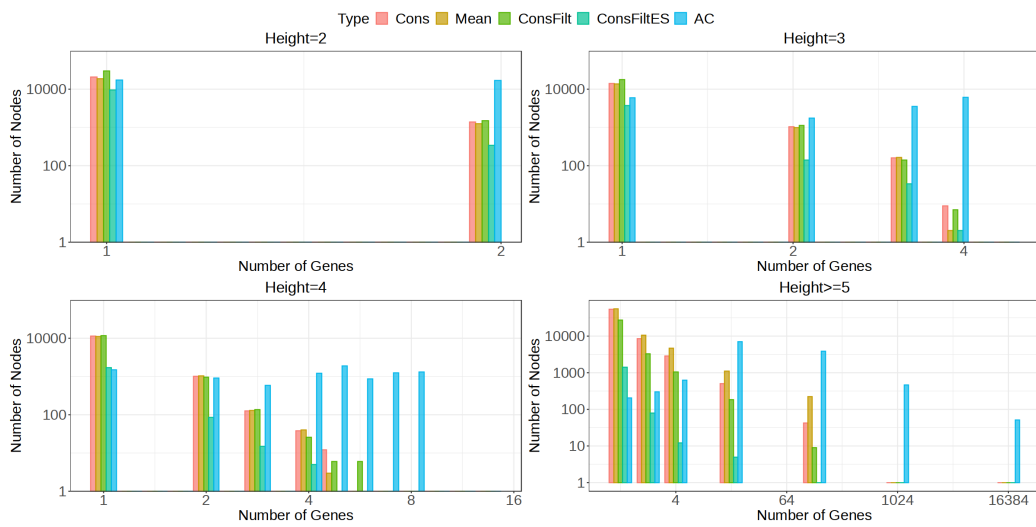 Type Cons Mean ConsFilt ConsFiltES AC
Height=2
Number of Nodes
10000
100
1
1 2
Number of Genes
Height=3
Number of Nodes
10000
100
1
1 2 4
Number of Genes
Height=4
Number of Nodes
10000
100
1
1 2 4 8 16
Number of Genes
Height>=5
Number of Nodes
10000
1000
100
10
1
4 64 1024 16384
Number of Genes